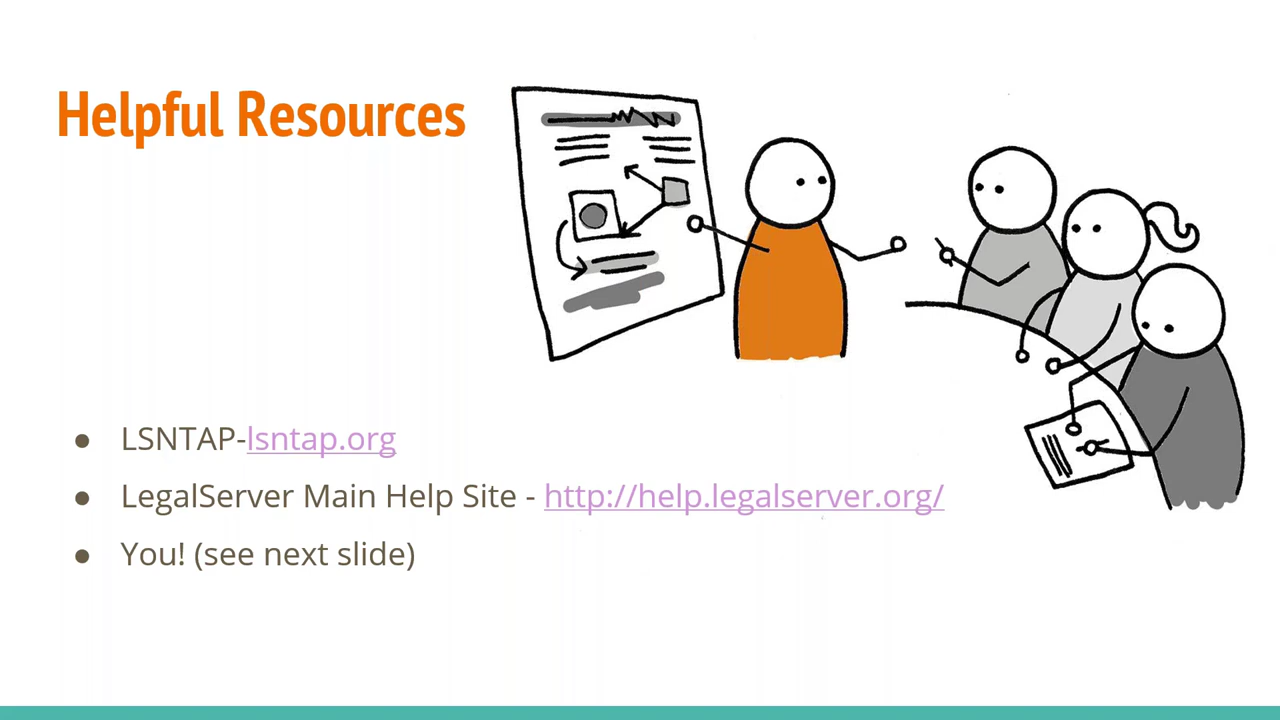 Helpful Resources
● LSNTAP-lsntap.org
● LegalServer Main Help Site - http://help.legalserver.org/
● You! (see next slide)